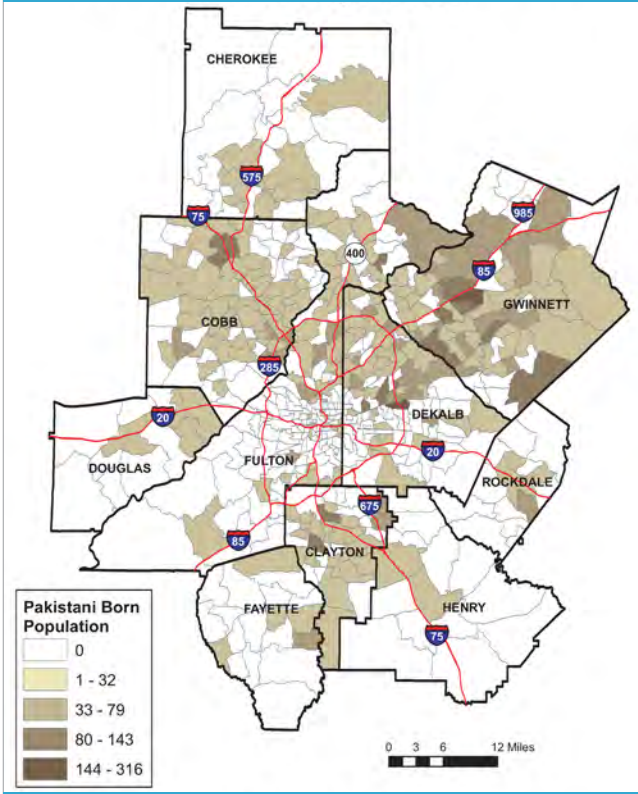 CHEROKEE
575
75
985
400
85
GWINNETT
COBB
285
20
DEKALB
DOUGLAS
FULTON
20
ROCKDALE
675
85
CLAYTON
FAYETTE
HENRY
75
Pakistani Born
Population
0
1 - 32
33 - 79
80 - 143
144 - 316
0 3 6 12 Miles